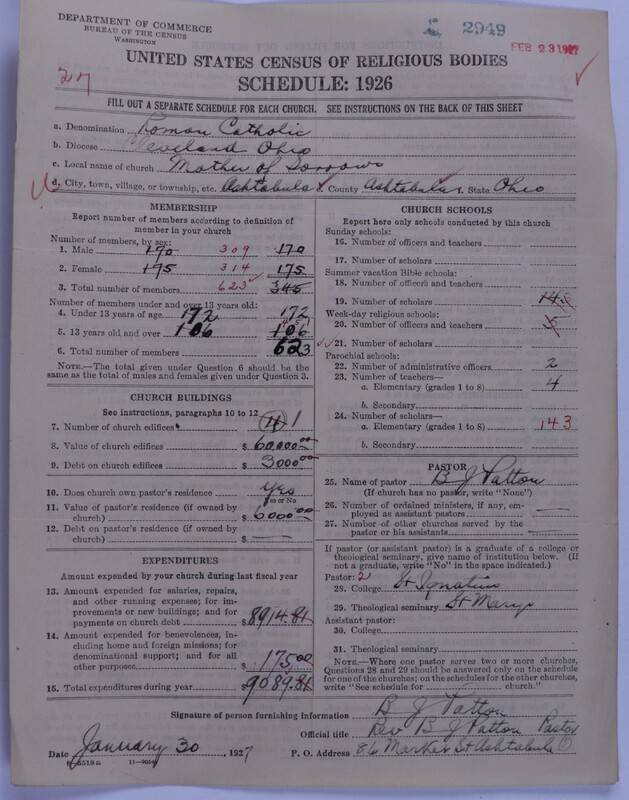 DEPARTMENT OF COMMERCE
BUREAU OF THE CENSUS
WASHINGTON
2949
FEB 23 1927
UNITED STATES CENSUS OF RELIGIOUS BODIES
SCHEDULE: 1926
27
FILL OUT A SEPARATE SCHEDULE FOR EACH CHURCH. SEE INSTRUCTIONS ON THE BACK OF THIS SHEET
a. Denomination Roman Catholic
b. Diocese Cleveland Ohio
c. Local name of church Mother of Sorrows
d. City, town, village, or township, etc. Ashtabula County Ashtabula State Ohio
MEMBERSHIP
Report number of members according to definition of
member in your church
Number of members, by sex:
1. Male 170 309 170
2. Female 175 314 175
3. Total number of members 623 345
Number of members under and over 13 years old:
4. Under 13 years of age 172 172
5. 13 years old and over 106 106
6. Total number of members 623
NOTE.—The total given under Question 6 should be the
same as the total of males and females given under Question 3.
CHURCH BUILDINGS
See instructions, paragraphs 10 to 12
7. Number of church edifices 1
8. Value of church edifices $ 60000.00
9. Debt on church edifices $ 3000.00
10. Does church own pastor's residence Yes
Yes or No
11. Value of pastor's residence (if owned by
church) $ 6000.00
12. Debt on pastor's residence (if owned by
church) $
EXPENDITURES
Amount expended by your church during last fiscal year
13. Amount expended for salaries, repairs,
and other running expenses; for im-
provements or new buildings; and for
payments on church debt $ 8914.81
14. Amount expended for benevolences, in-
cluding home and foreign missions; for
denominational support; and for all
other purposes $ 175.00
15. Total expenditures during year $ 9089.81
CHURCH SCHOOLS
Report here only schools conducted by this church
Sunday schools:
16. Number of officers and teachers
17. Number of scholars
Summer vacation Bible schools:
18. Number of officers and teachers
19. Number of scholars
Week-day religious schools:
20. Number of officers and teachers 5
21. Number of scholars
Parochial schools:
22. Number of administrative officers 2
23. Number of teachers—
a. Elementary (grades 1 to 8) 4
b. Secondary
24. Number of scholars—
a. Elementary (grades 1 to 8) 143
b. Secondary
PASTOR
25. Name of pastor B J Patton
(If church has no pastor, write "None")
26. Number of ordained ministers, if any, em-
ployed as assistant pastors
27. Number of other churches served by the
pastor or his assistants
If pastor (or assistant pastor) is a graduate of a college or
theological seminary, give name of institution below. (If
not a graduate, write "No" in the space indicated.)
Pastor: 2
28. College St Ignatius
29. Theological seminary St Marys
Assistant pastor:
30. College
31. Theological seminary
NOTE.—Where one pastor serves two or more churches,
Questions 28 and 29 should be answered only on the schedule
for one of the churches; on the schedules for the other churches,
write "See schedule for church."
Signature of person furnishing information B J Patton
Official title Rev B J Patton Pastor
Date January 30, 1927
P. O. Address 86 Market St Ashtabula O
11—9014